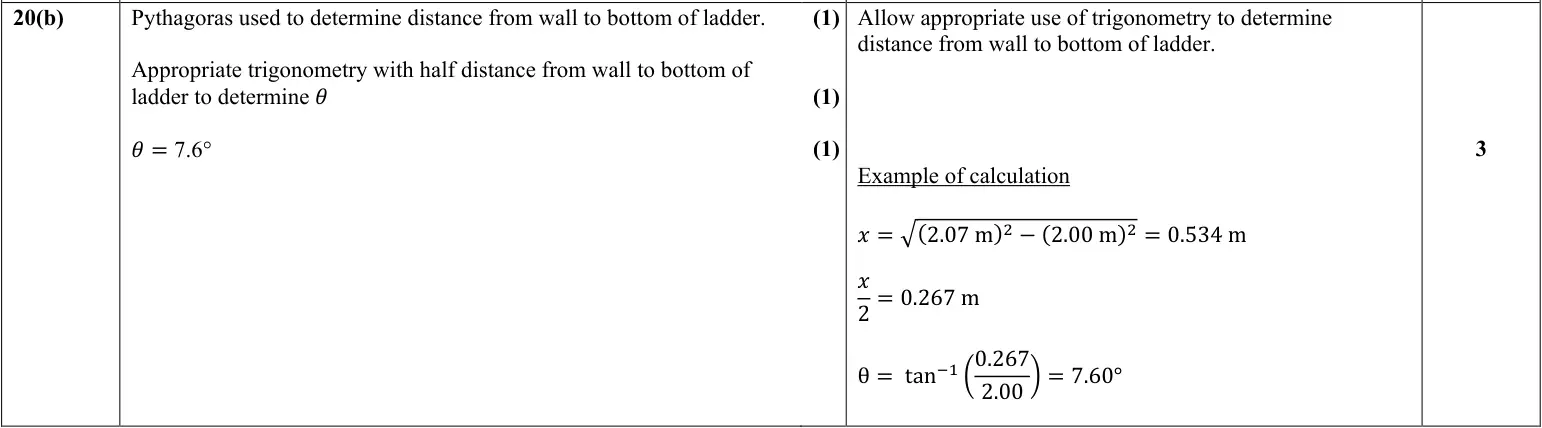 20(b)
Pythagoras used to determine distance from wall to bottom of ladder. (1)
Appropriate trigonometry with half distance from wall to bottom of
ladder to determine 𝜃 (1)
𝜃 = 7.6° (1)
Allow appropriate use of trigonometry to determine
distance from wall to bottom of ladder.
Example of calculation
𝑥 = √((2.07 m)² − (2.00 m)²) = 0.534 m
𝑥/2 = 0.267 m
θ = tan⁻¹ (0.267/2.00) = 7.60°
3